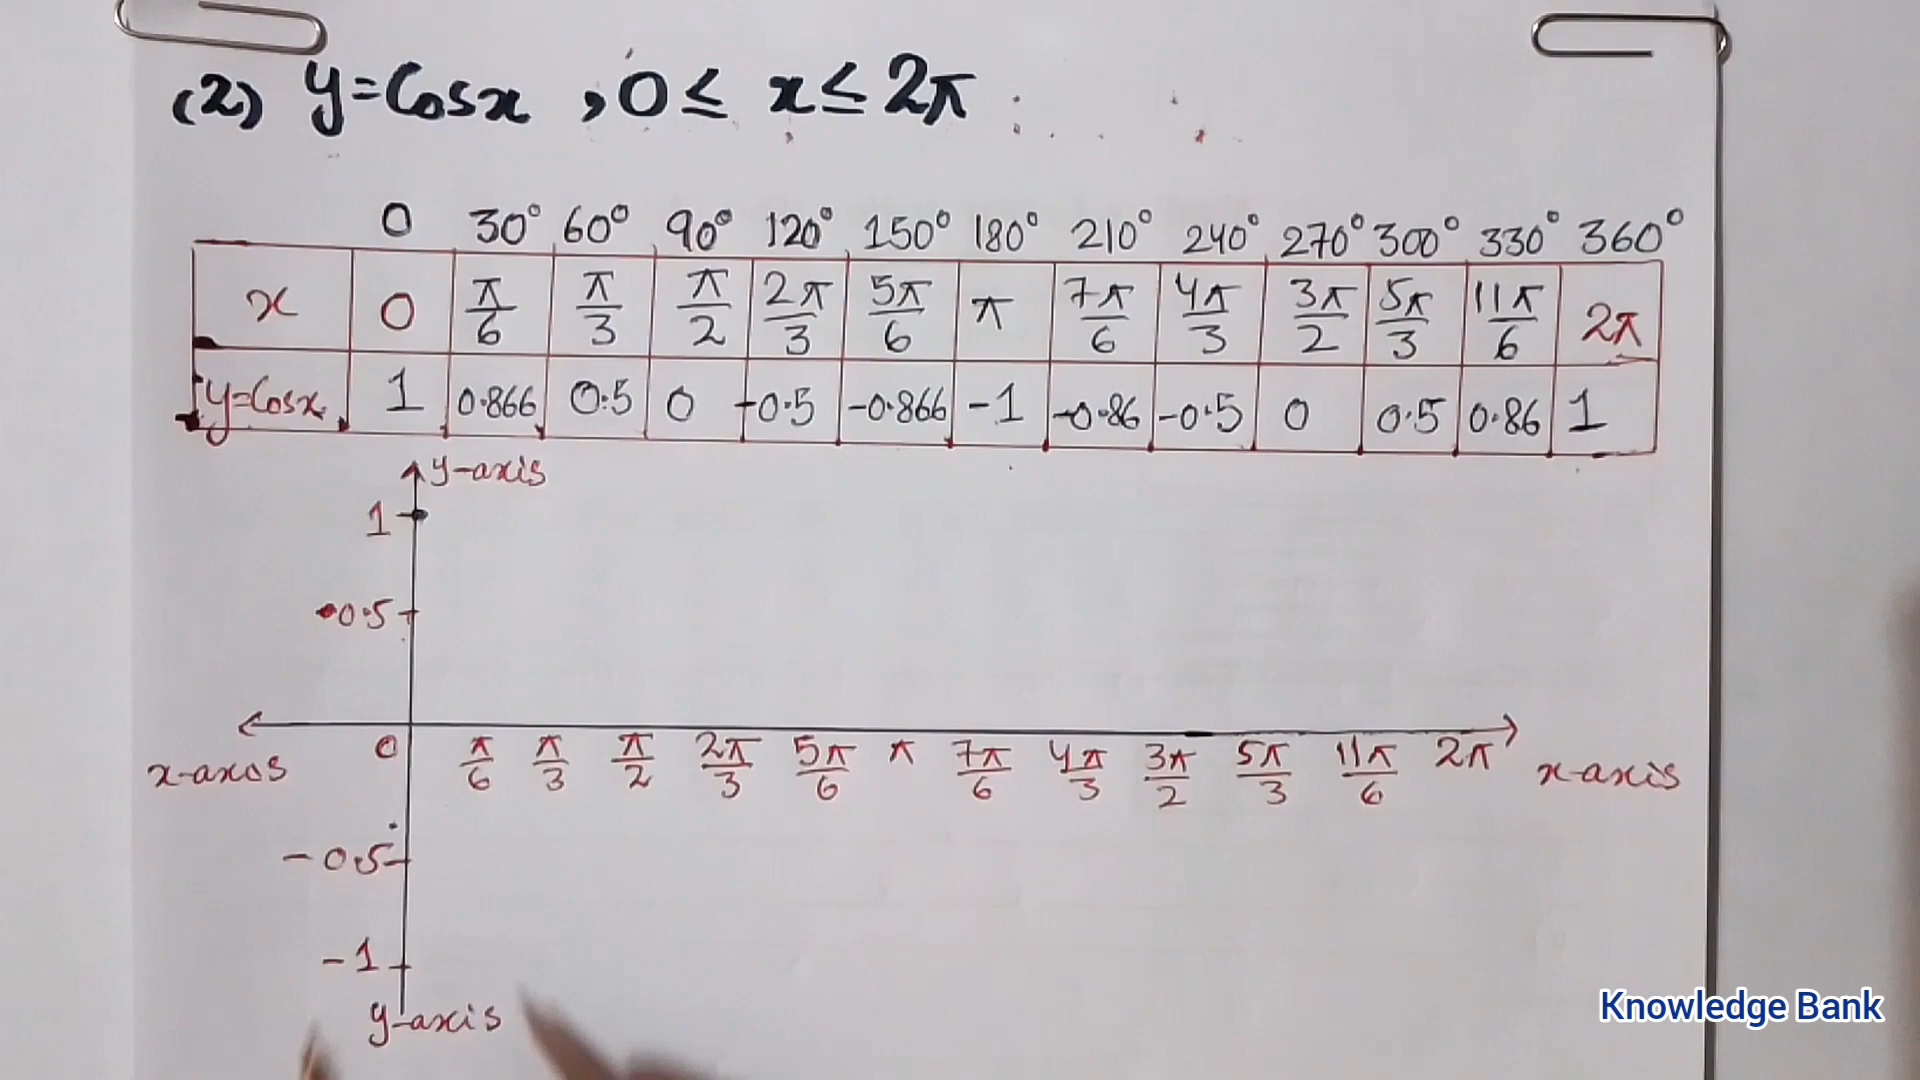 (2) y=Cosx , 0 ≤ x ≤ 2π
0 30° 60° 90° 120° 150° 180° 210° 240° 270° 300° 330° 360°
x 0 π/6 π/3 π/2 2π/3 5π/6 π 7π/6 4π/3 3π/2 5π/3 11π/6 2π
y=Cosx 1 0.866 0.5 0 -0.5 -0.866 -1 -0.86 -0.5 0 0.5 0.86 1
y-axis
1
0.5
0 π/6 π/3 π/2 2π/3 5π/6 π 7π/6 4π/3 3π/2 5π/3 11π/6 2π
x-axos x-axis
-0.5
-1
y-axis
Knowledge Bank